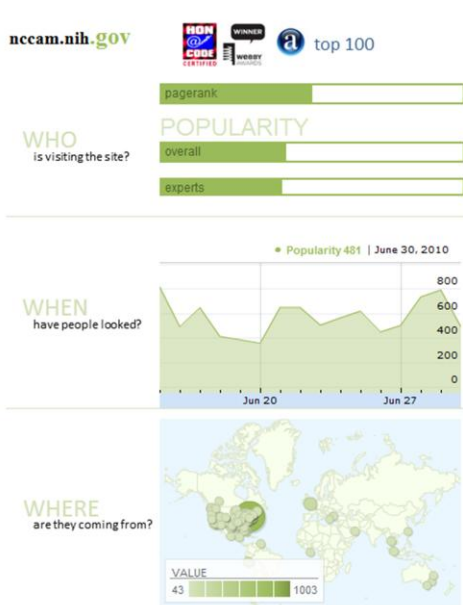 nccam.nih.gov
HON
@
CODE
CERTIFIED
WINNER
WEBBY
AWARDS
a
top 100
pagerank
POPULARITY
overall
experts
WHO
is visiting the site?
Popularity 481 | June 30, 2010
800
600
400
200
0
Jun 20
Jun 27
WHEN
have people looked?
WHERE
are they coming from?
VALUE
43
1003